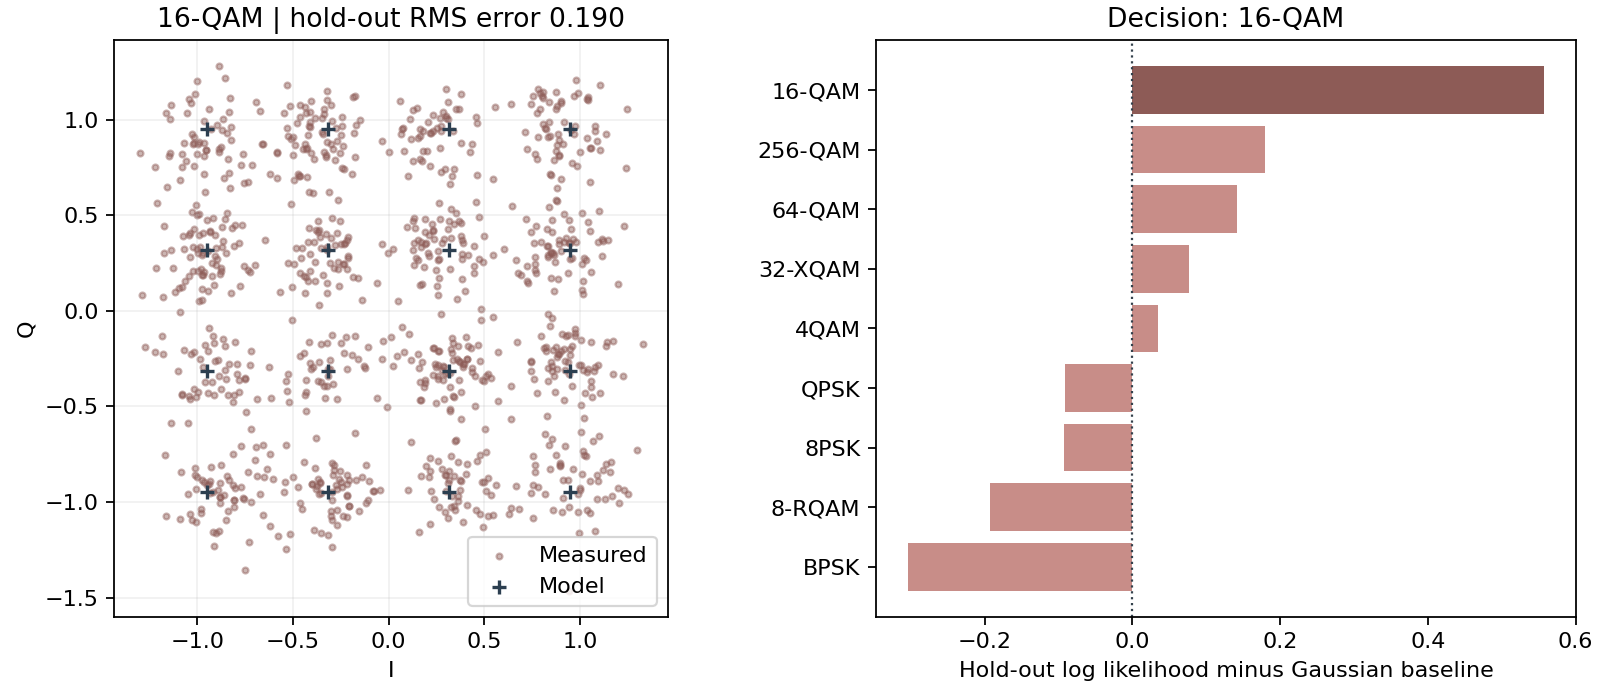 16-QAM | hold-out RMS error 0.190
1.0
0.5
0.0
−0.5
−1.0
−1.5
Q
−1.0
−0.5
0.0
0.5
1.0
I
Measured
Model
Decision: 16-QAM
16-QAM
256-QAM
64-QAM
32-XQAM
4QAM
QPSK
8PSK
8-RQAM
BPSK
−0.2
0.0
0.2
0.4
0.6
Hold-out log likelihood minus Gaussian baseline